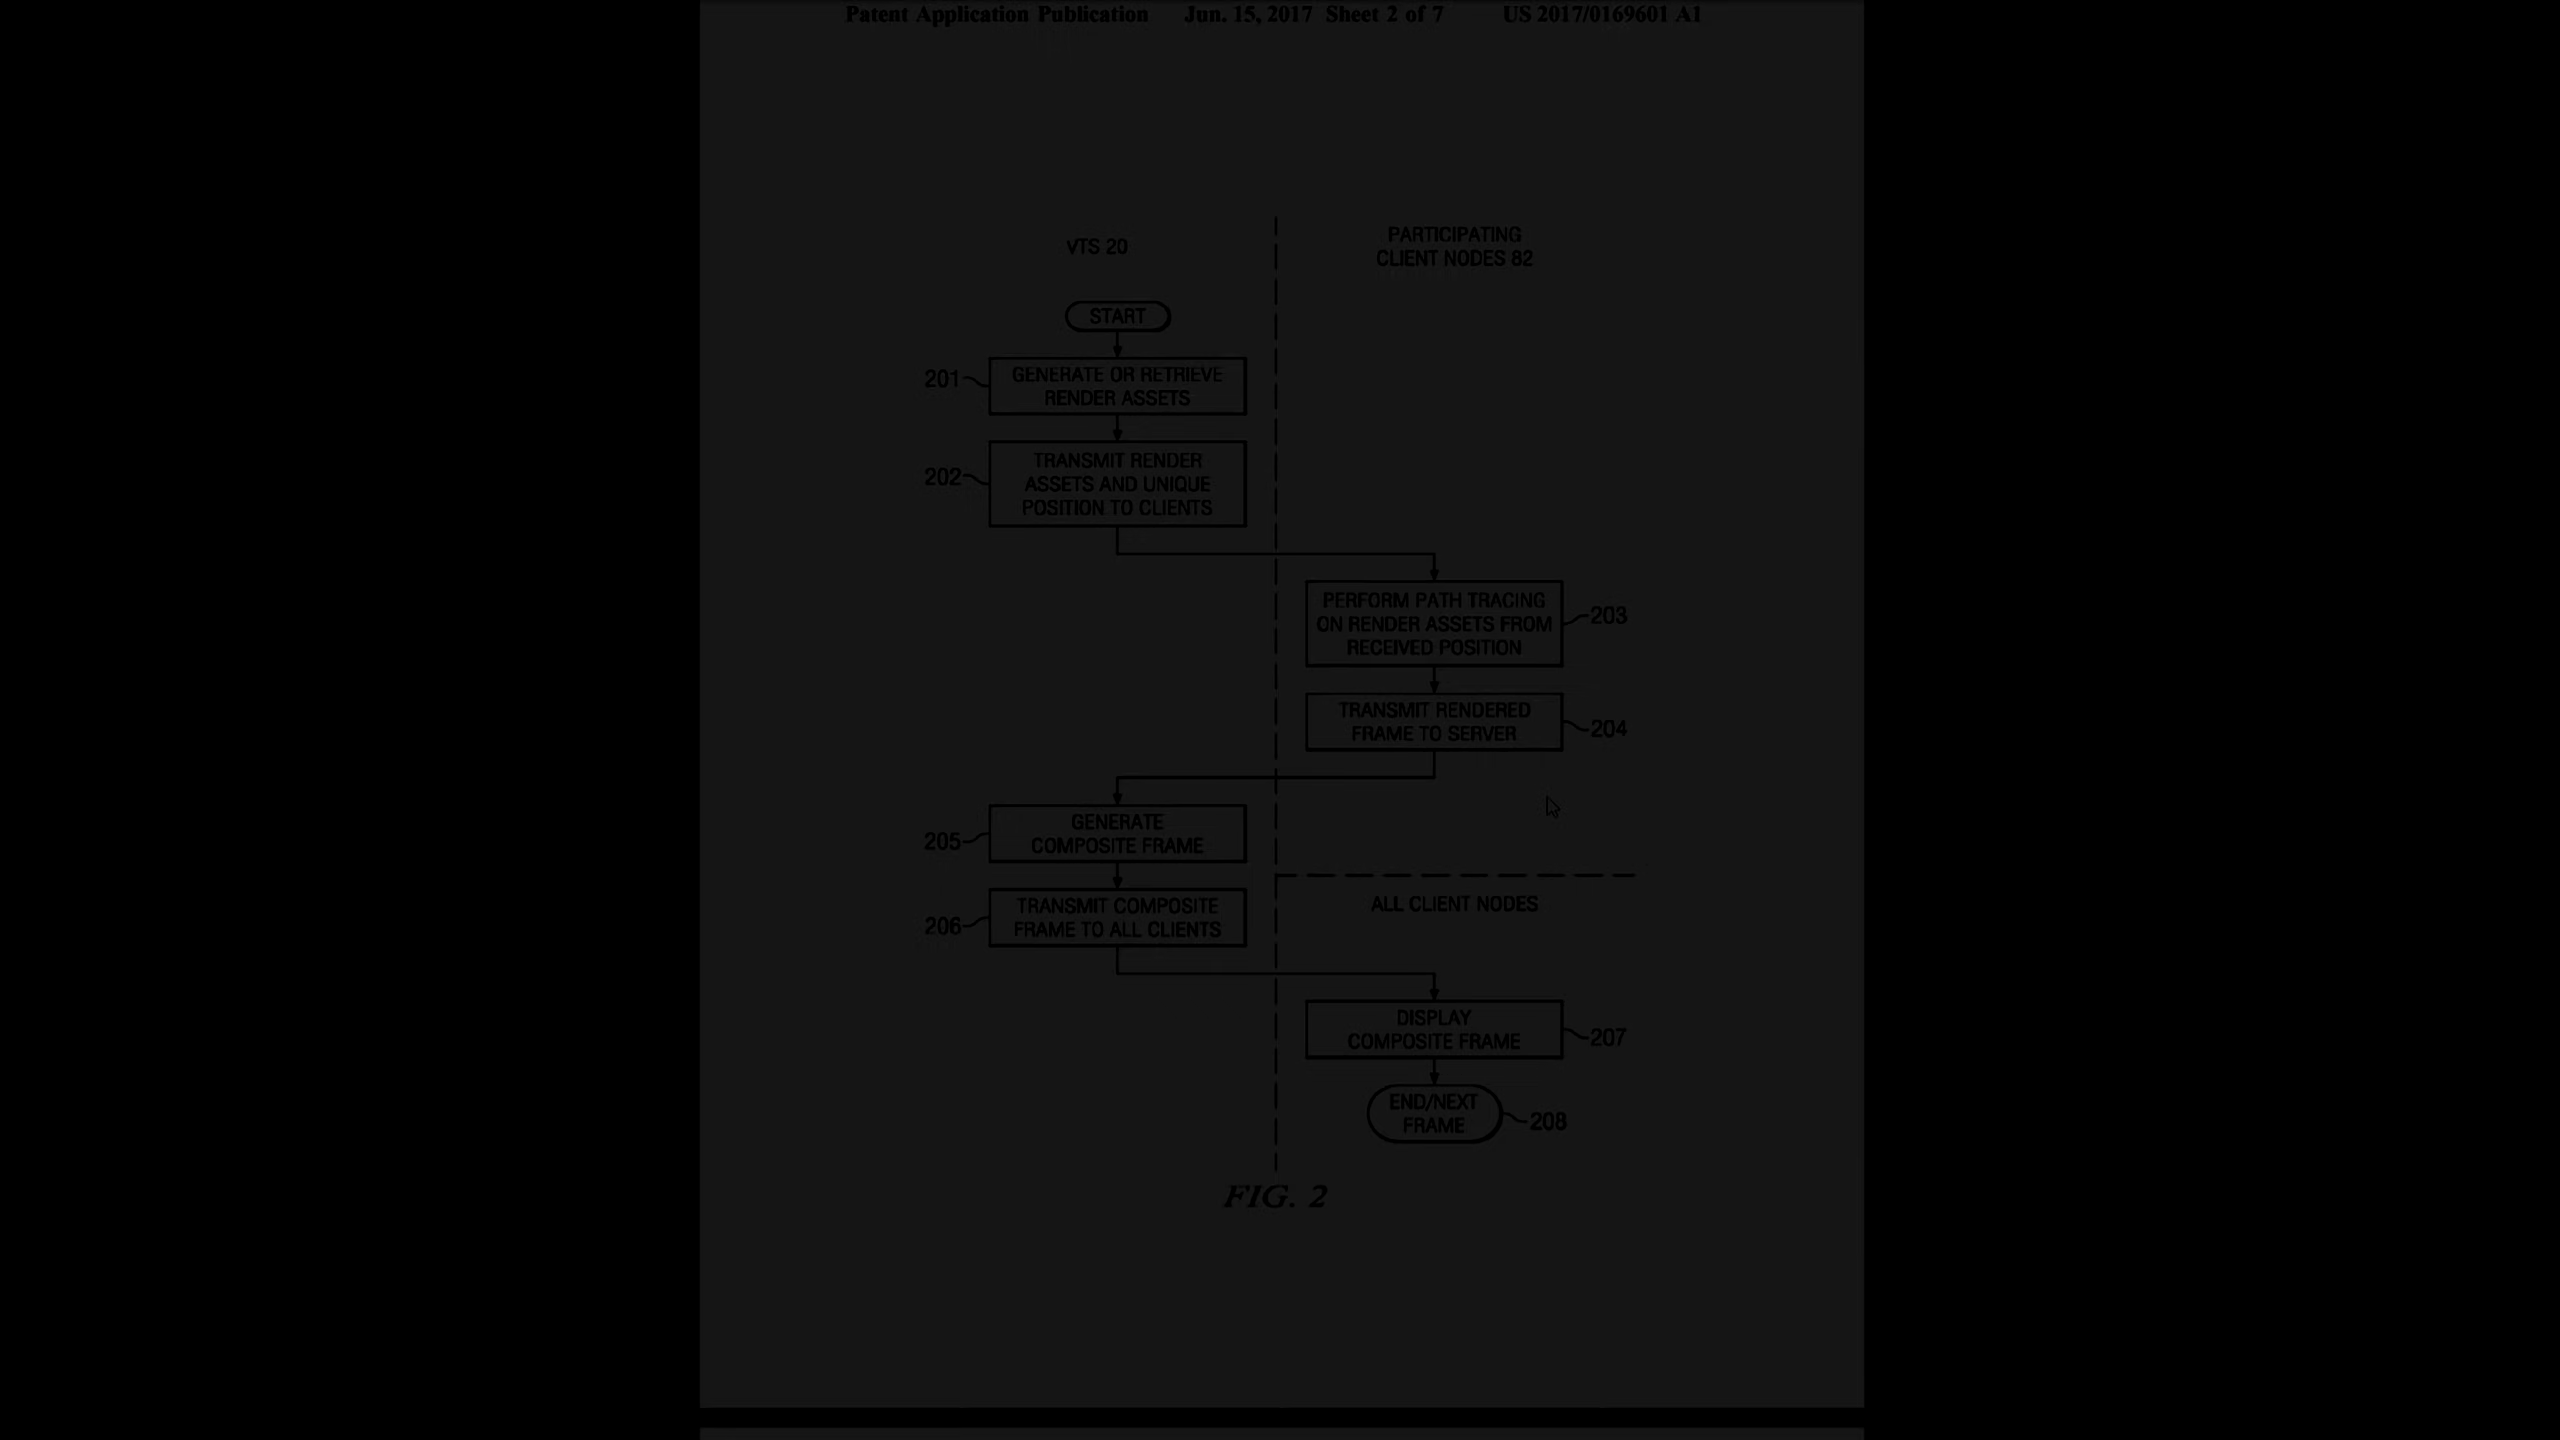 Patent Application Publication Jun. 15, 2017 Sheet 2 of 7 US 2017/0169601 A1
VTS 20
PARTICIPATING
CLIENT NODES 82
START
201
GENERATE OR RETRIEVE
RENDER ASSETS
202
TRANSMIT RENDER
ASSETS AND UNIQUE
POSITION TO CLIENTS
PERFORM PATH TRACING
ON RENDER ASSETS FROM
RECEIVED POSITION
203
TRANSMIT RENDERED
FRAME TO SERVER
204
205
GENERATE
COMPOSITE FRAME
206
TRANSMIT COMPOSITE
FRAME TO ALL CLIENTS
ALL CLIENT NODES
DISPLAY
COMPOSITE FRAME
207
END/NEXT
FRAME
208
FIG. 2